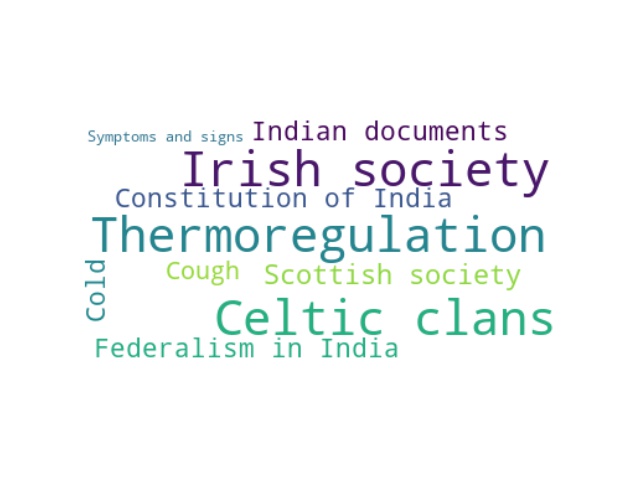 Symptoms and signs
Indian documents
Irish society
Constitution of India
Thermoregulation
Cold
Cough
Scottish society
Celtic clans
Federalism in India